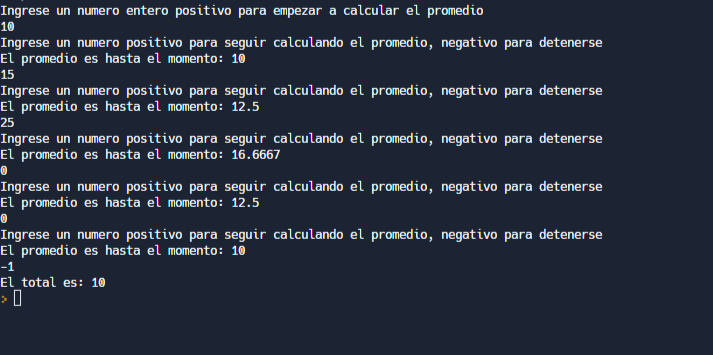 Ingrese un numero entero positivo para empezar a calcular el promedio
10
Ingrese un numero positivo para seguir calculando el promedio, negativo para detenerse
El promedio es hasta el momento: 10
15
Ingrese un numero positivo para seguir calculando el promedio, negativo para detenerse
El promedio es hasta el momento: 12.5
25
Ingrese un numero positivo para seguir calculando el promedio, negativo para detenerse
El promedio es hasta el momento: 16.6667
0
Ingrese un numero positivo para seguir calculando el promedio, negativo para detenerse
El promedio es hasta el momento: 12.5
0
Ingrese un numero positivo para seguir calculando el promedio, negativo para detenerse
El promedio es hasta el momento: 10
-1
El total es: 10
>